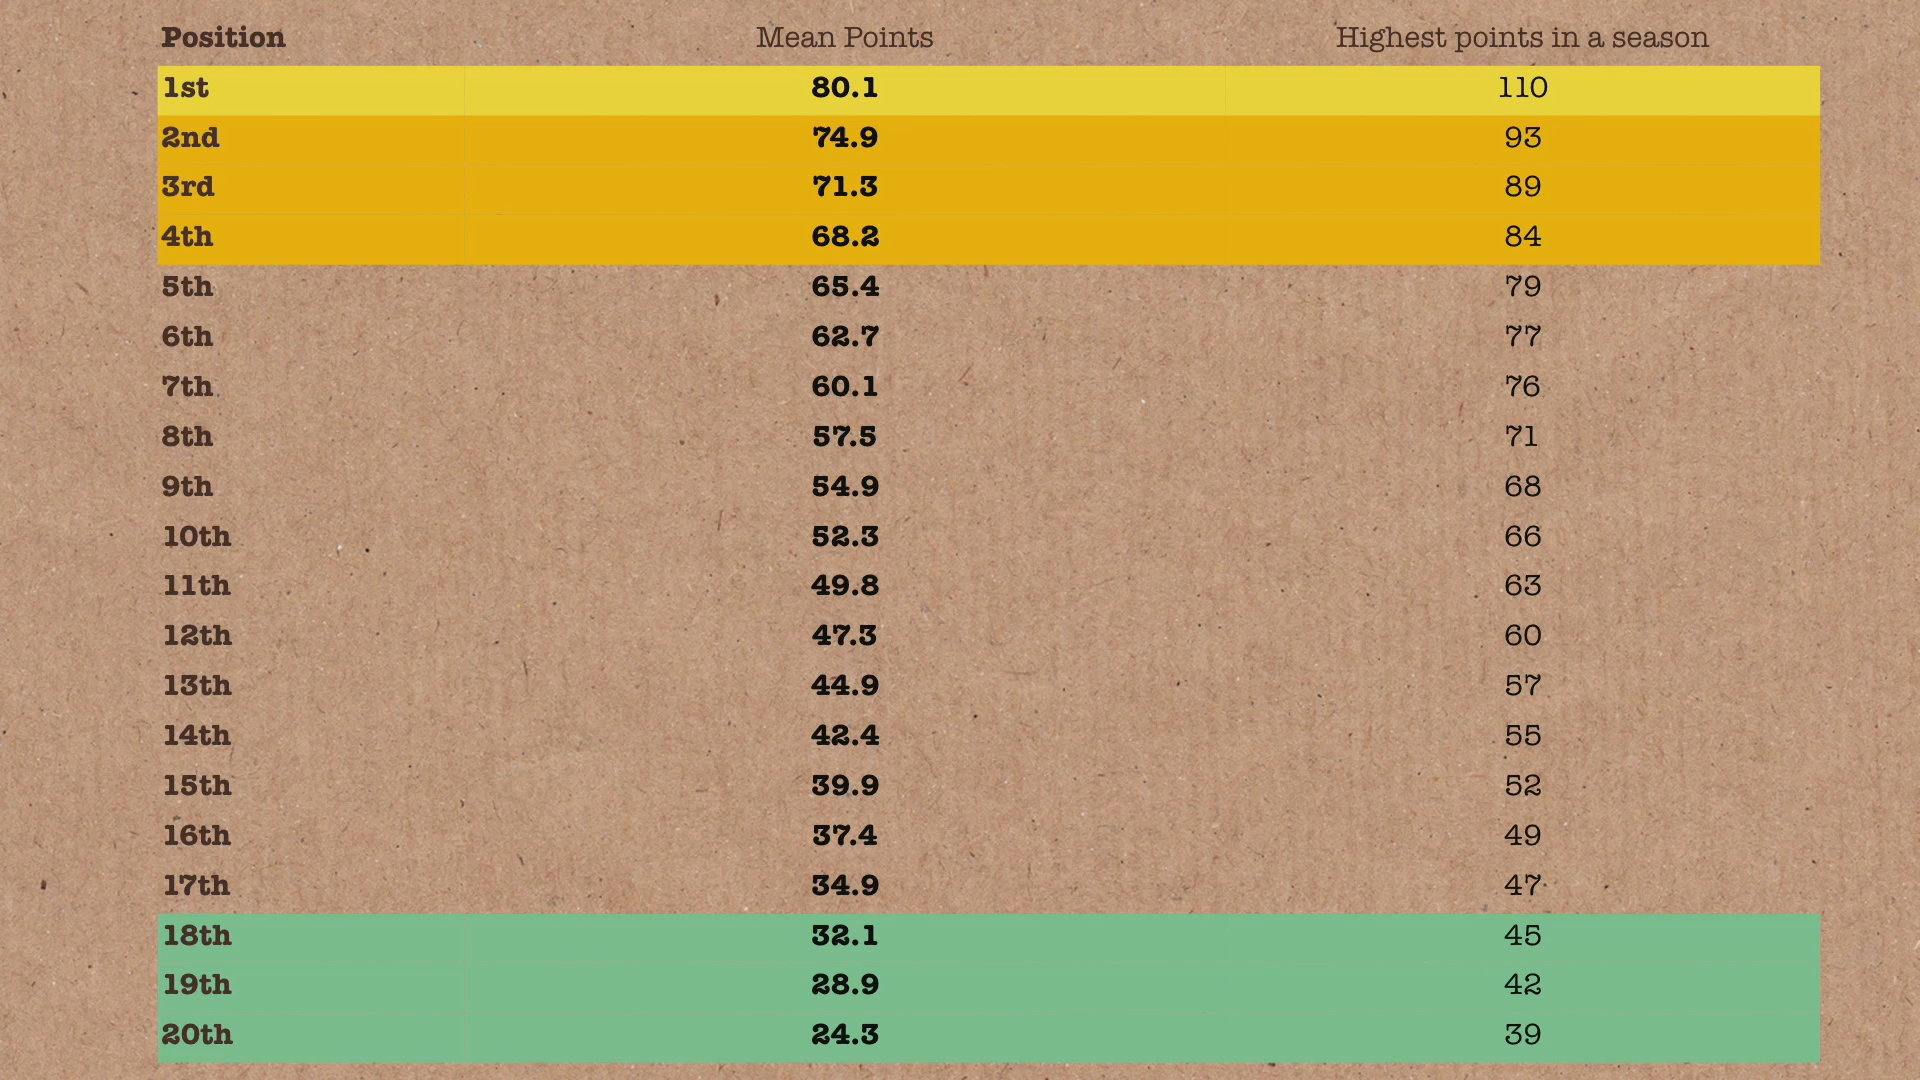 Position Mean Points Highest points in a season
1st 80.1 110
2nd 74.9 93
3rd 71.3 89
4th 68.2 84
5th 65.4 79
6th 62.7 77
7th 60.1 76
8th 57.5 71
9th 54.9 68
10th 52.3 66
11th 49.8 63
12th 47.3 60
13th 44.9 57
14th 42.4 55
15th 39.9 52
16th 37.4 49
17th 34.9 47
18th 32.1 45
19th 28.9 42
20th 24.3 39